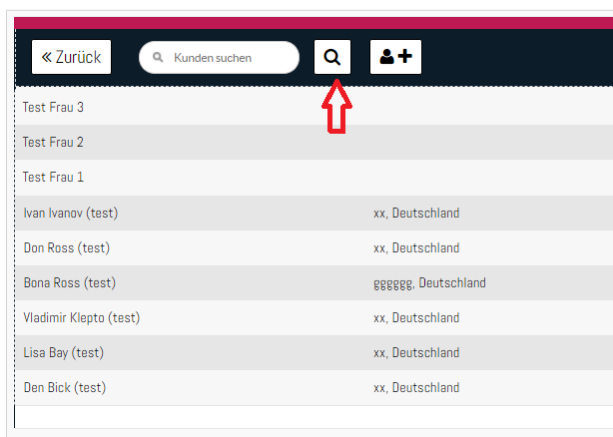 « Zurück Kunden suchen
Test Frau 3
Test Frau 2
Test Frau 1
Ivan Ivanov (test) xx, Deutschland
Don Ross (test) xx, Deutschland
Bona Ross (test) gggggg, Deutschland
Vladimir Klepto (test) xx, Deutschland
Lisa Bay (test) xx, Deutschland
Den Bick (test) xx, Deutschland